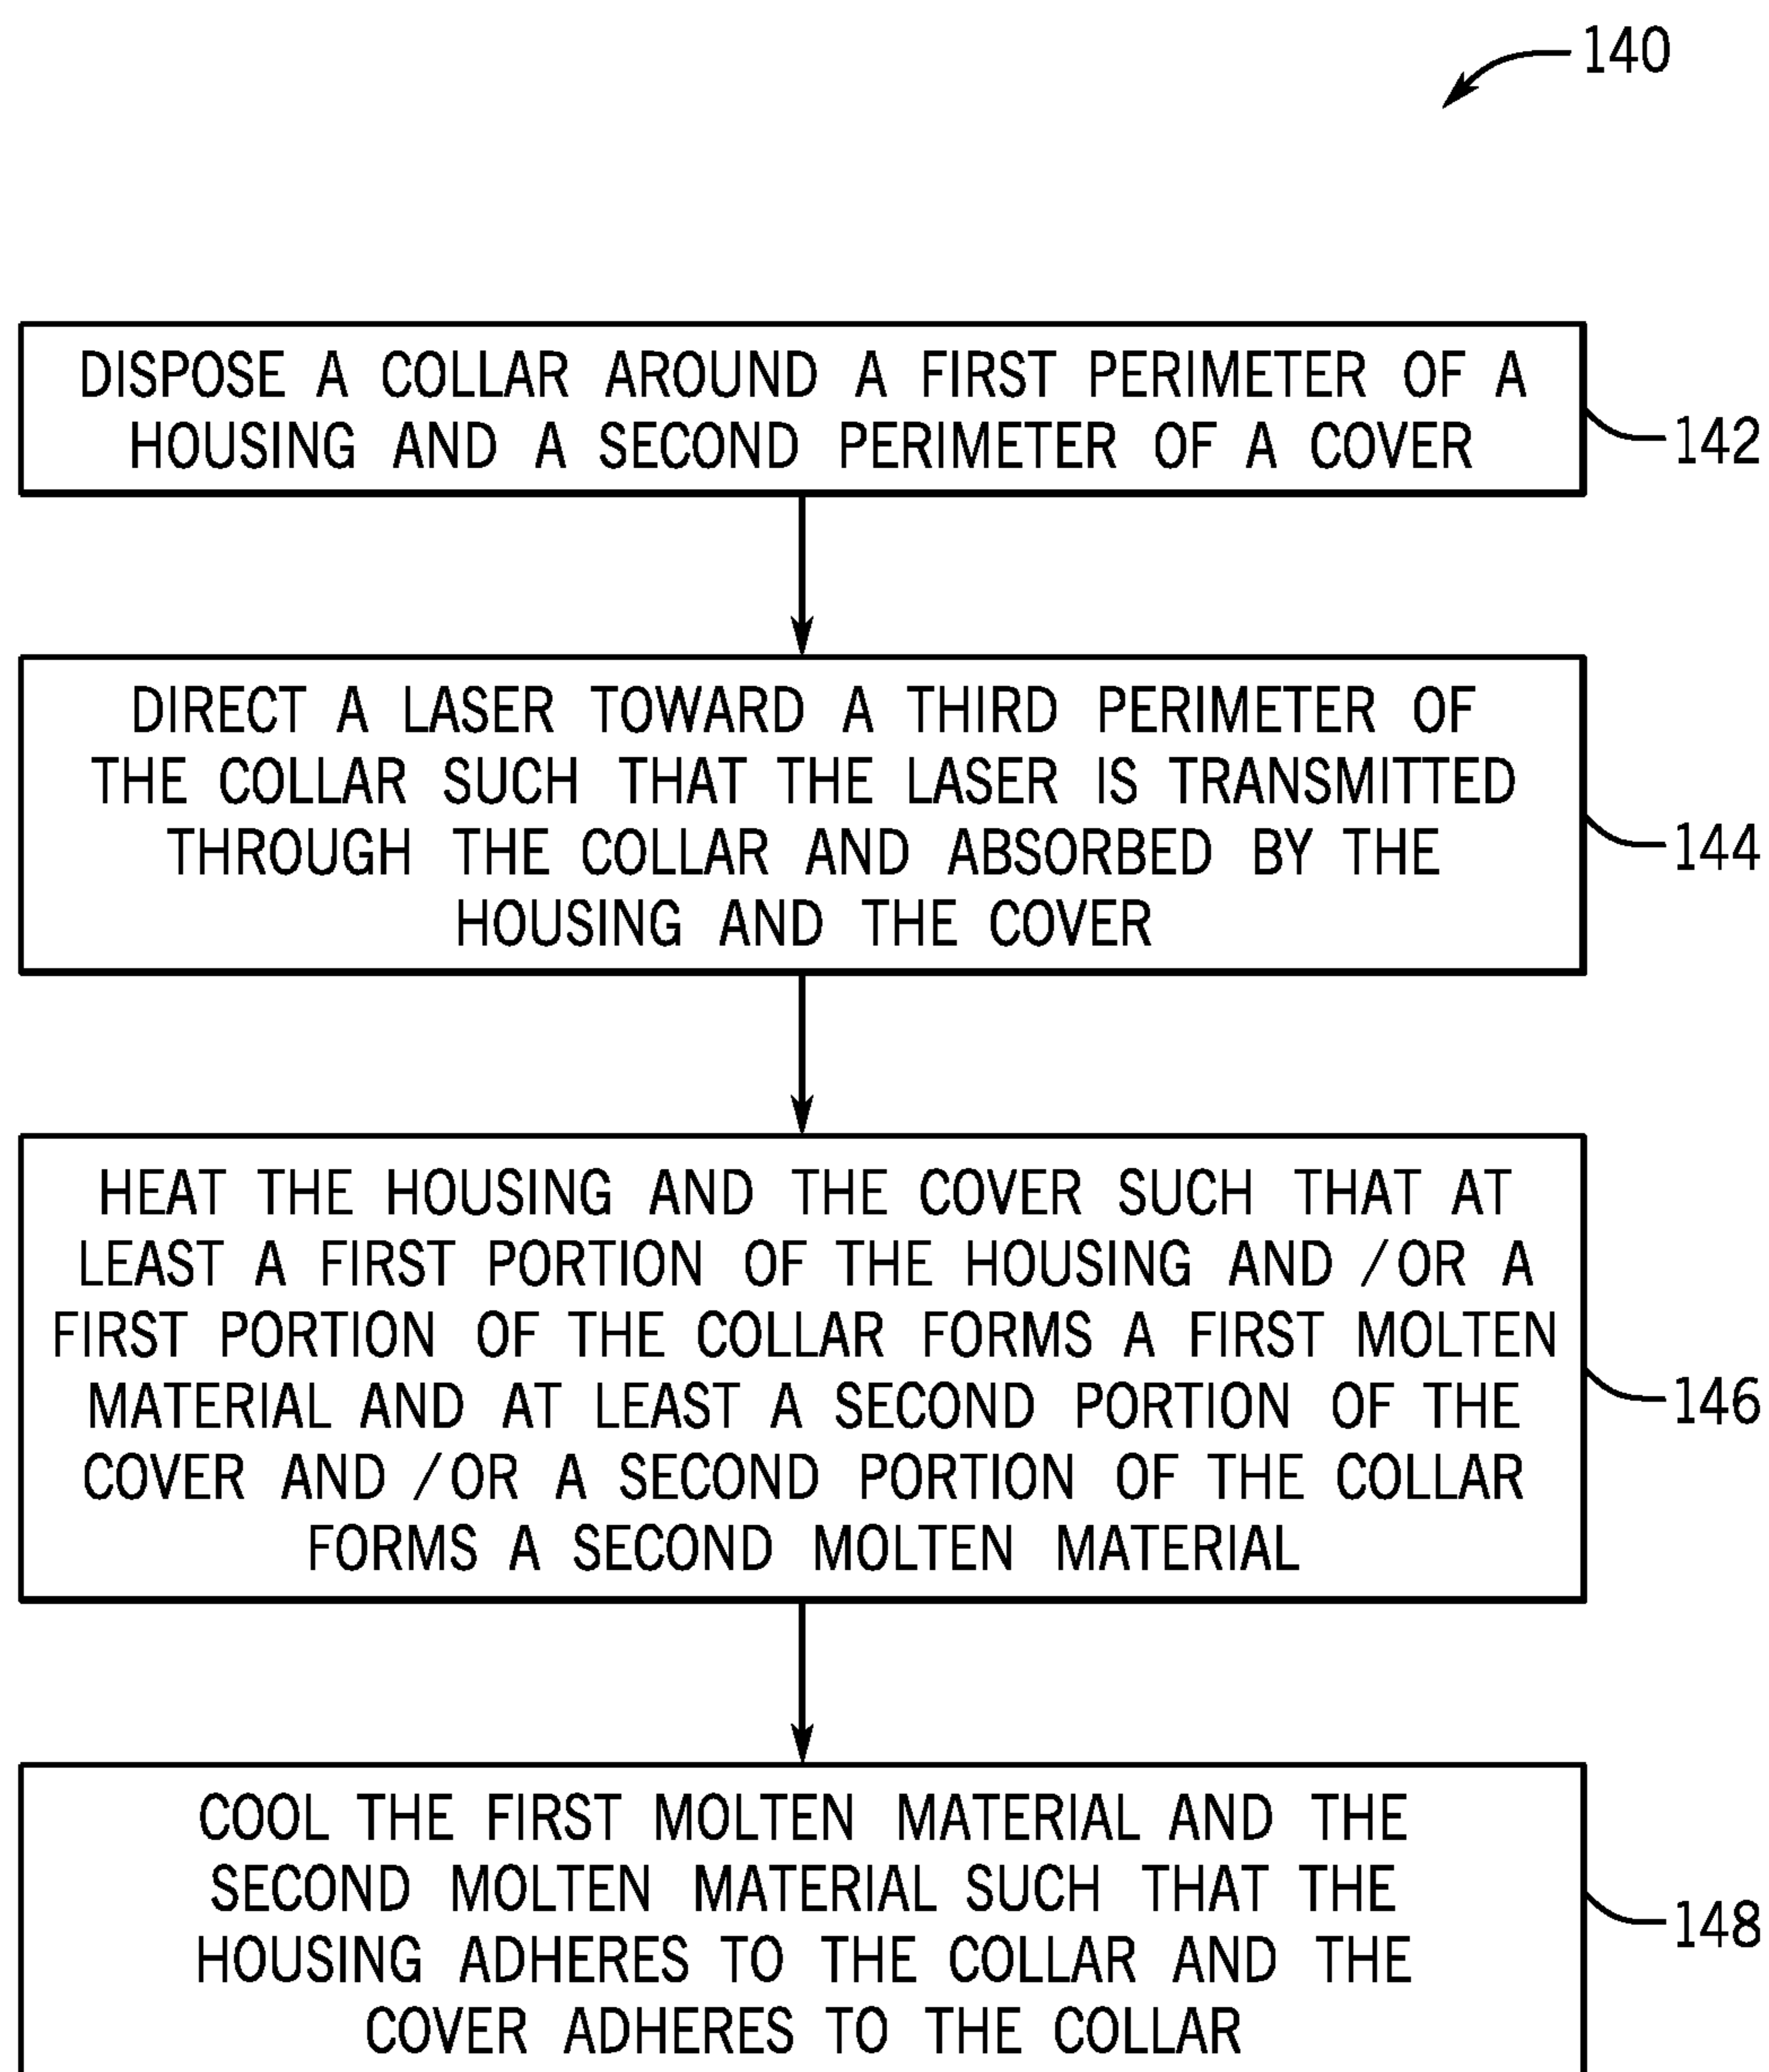 140
DISPOSE A COLLAR AROUND A FIRST PERIMETER OF A
HOUSING AND A SECOND PERIMETER OF A COVER
142
DIRECT A LASER TOWARD A THIRD PERIMETER OF
THE COLLAR SUCH THAT THE LASER IS TRANSMITTED
THROUGH THE COLLAR AND ABSORBED BY THE
HOUSING AND THE COVER
144
HEAT THE HOUSING AND THE COVER SUCH THAT AT
LEAST A FIRST PORTION OF THE HOUSING AND /OR A
FIRST PORTION OF THE COLLAR FORMS A FIRST MOLTEN
MATERIAL AND AT LEAST A SECOND PORTION OF THE
COVER AND /OR A SECOND PORTION OF THE COLLAR
FORMS A SECOND MOLTEN MATERIAL
146
COOL THE FIRST MOLTEN MATERIAL AND THE
SECOND MOLTEN MATERIAL SUCH THAT THE
HOUSING ADHERES TO THE COLLAR AND THE
COVER ADHERES TO THE COLLAR
148